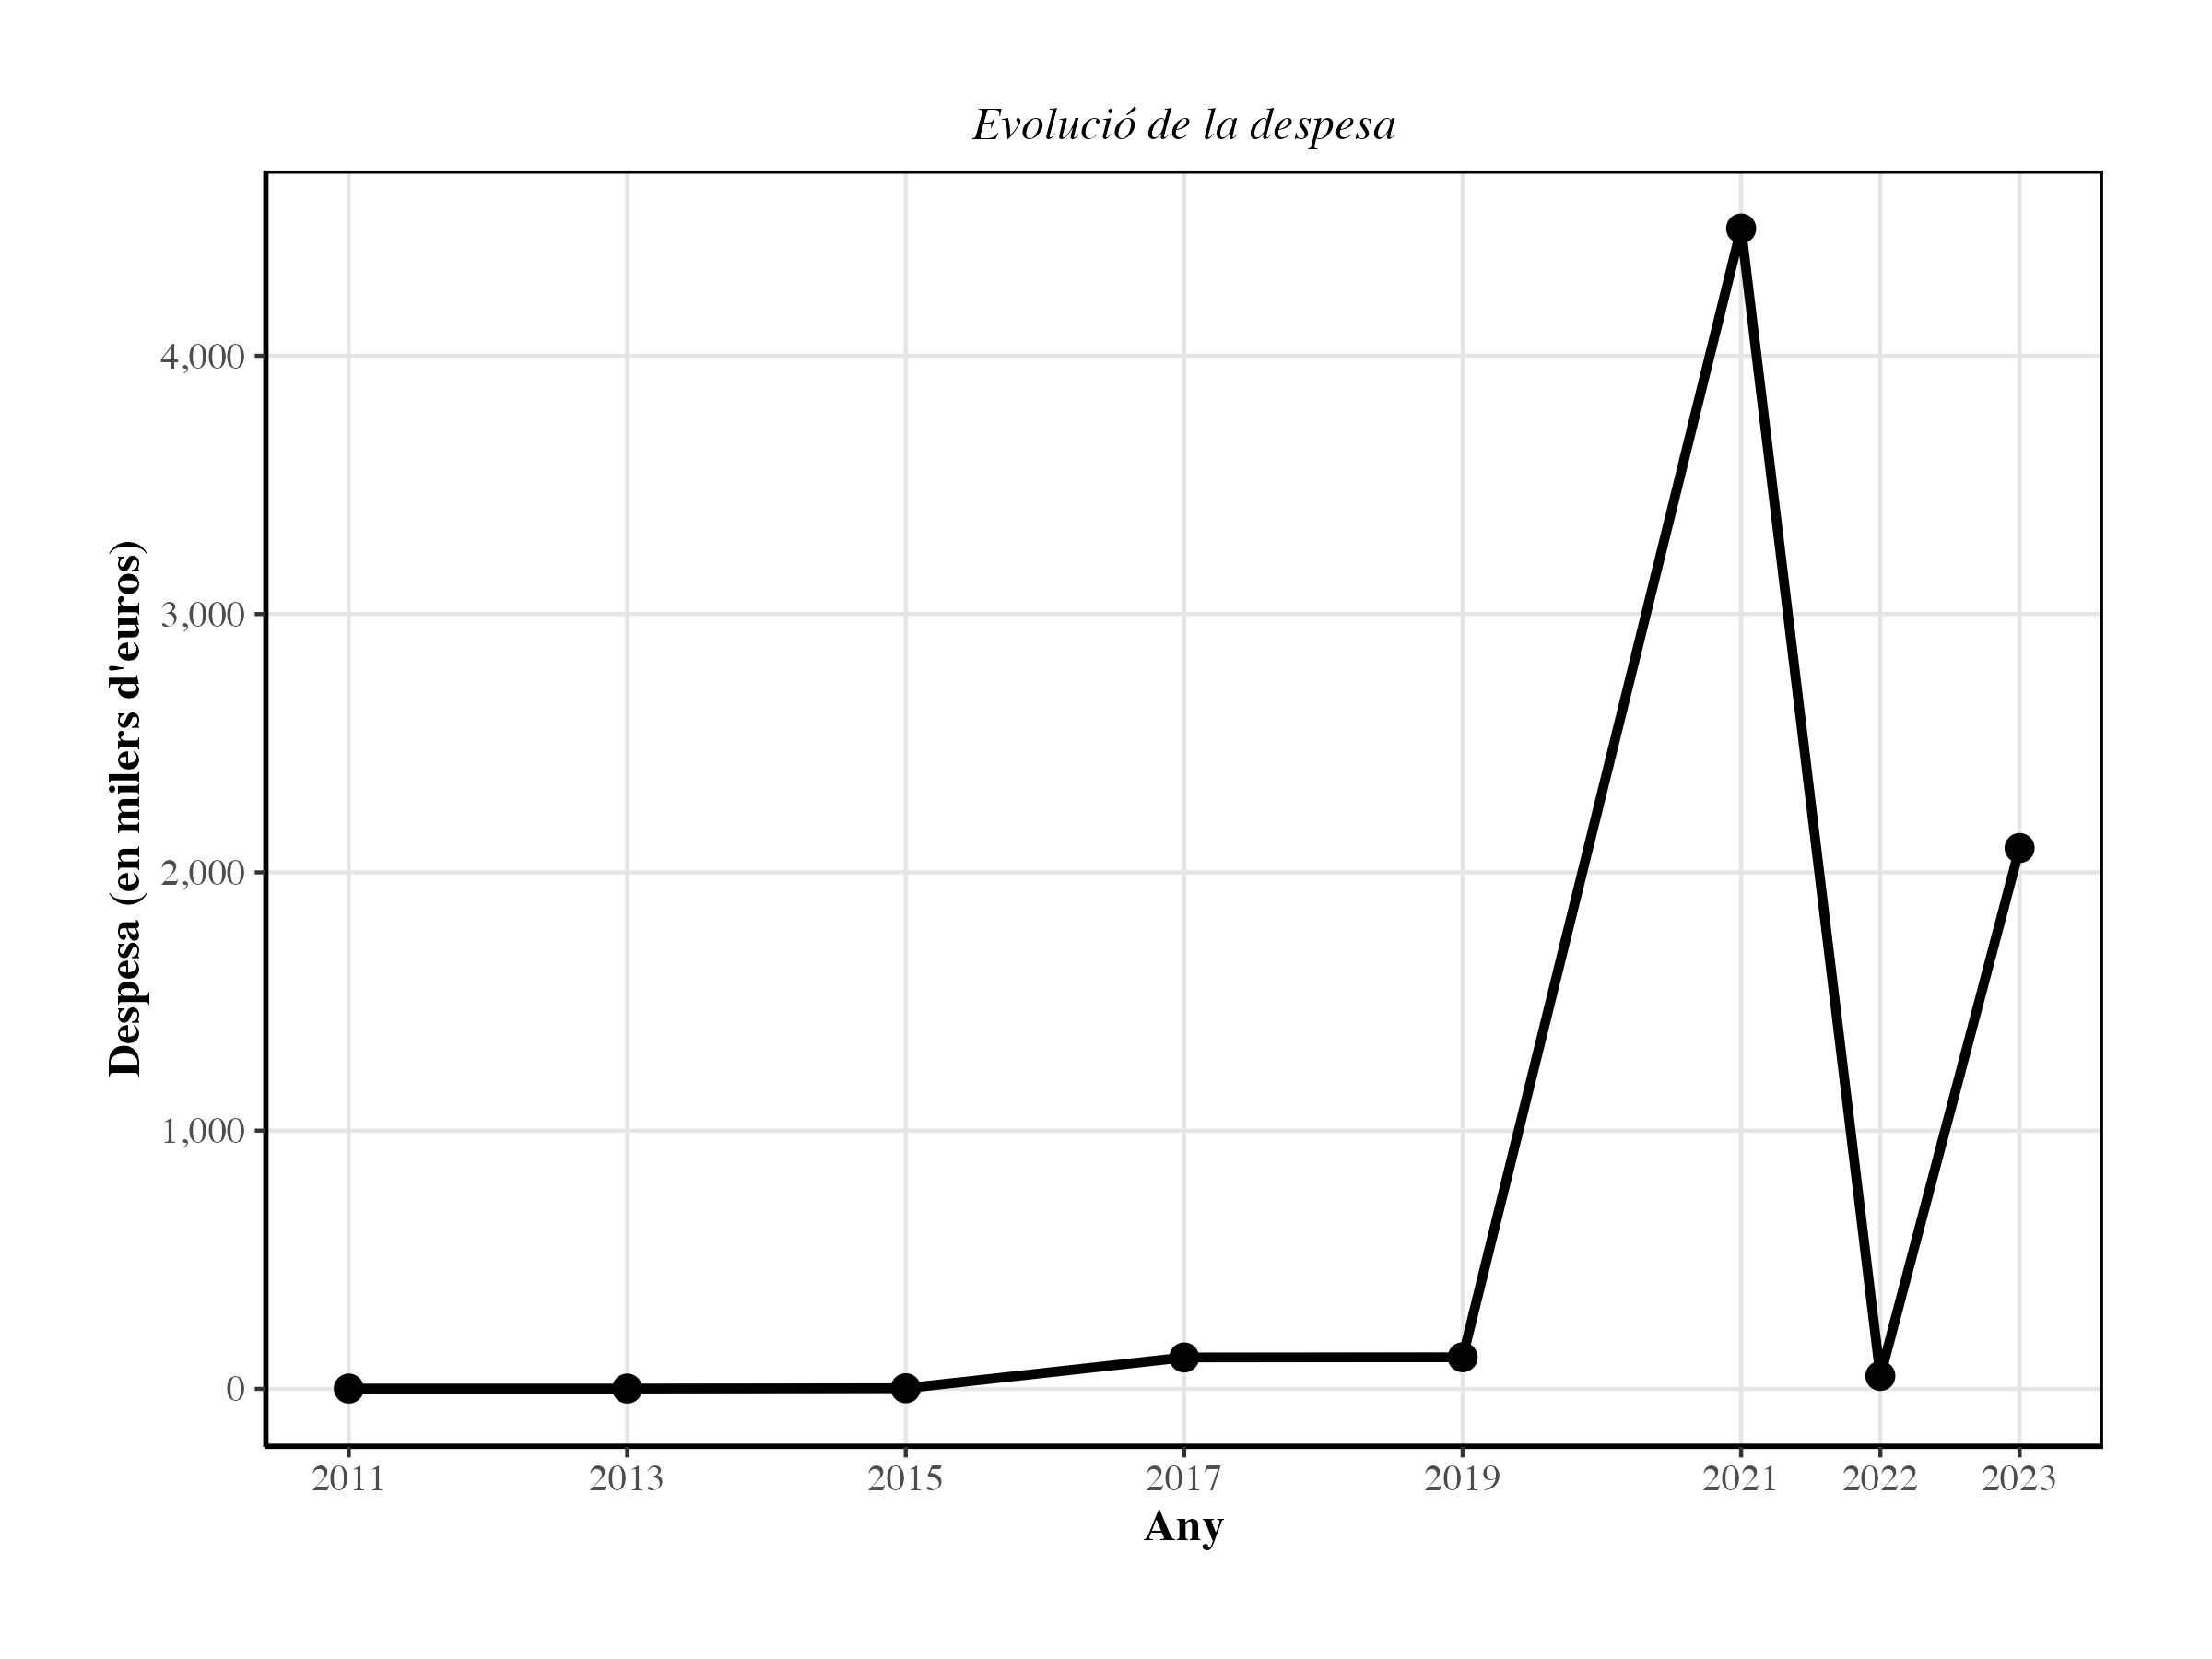 Evolució de la despesa
Despesa (en milers d'euros)
4,000
3,000
2,000
1,000
0
2011 2013 2015 2017 2019 2021 2022 2023
Any